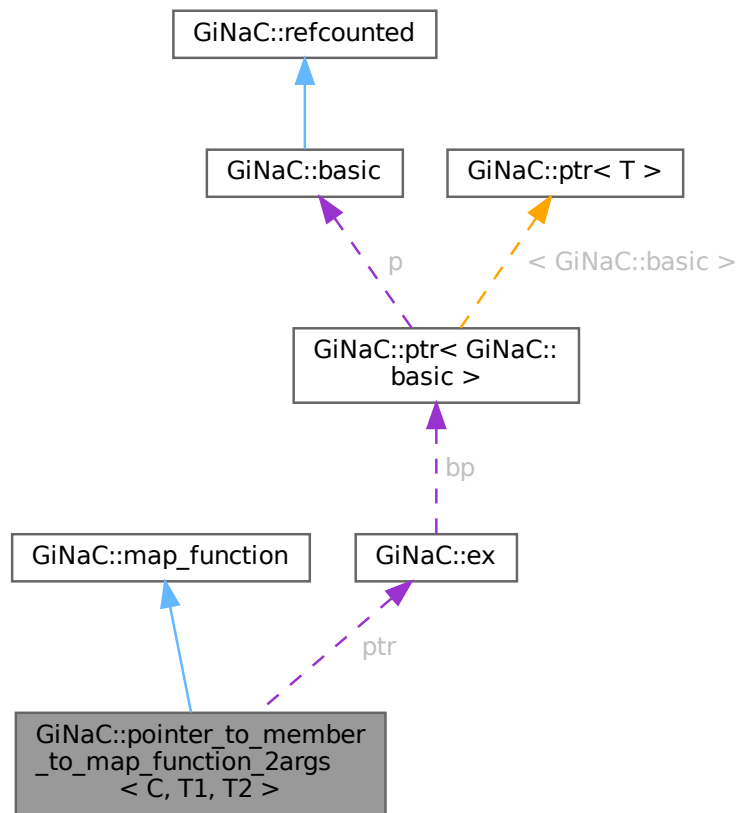 GiNaC::refcounted
GiNaC::basic
GiNaC::ptr< T >
p
< GiNaC::basic >
GiNaC::ptr< GiNaC::
basic >
bp
GiNaC::map_function
GiNaC::ex
ptr
GiNaC::pointer_to_member
_to_map_function_2args
< C, T1, T2 >